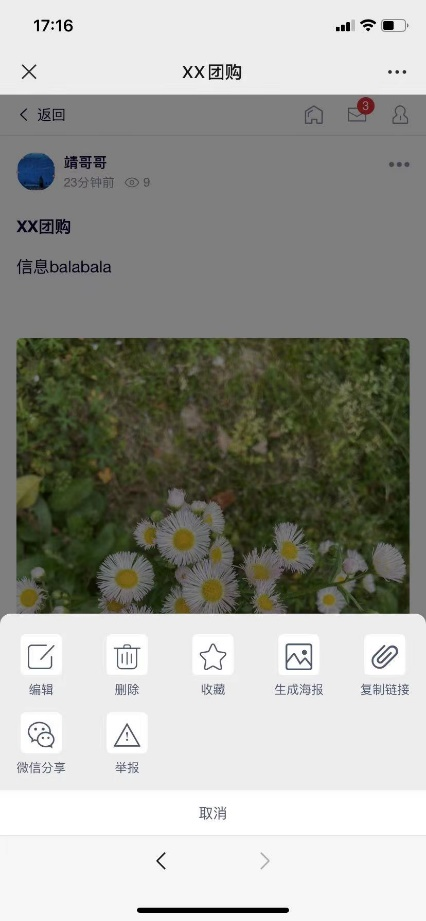 17:16
XX团购
返回
3
靖哥哥
23分钟前 9
XX团购
信息balabala
编辑 删除 收藏 生成海报 复制链接
微信分享 举报
取消